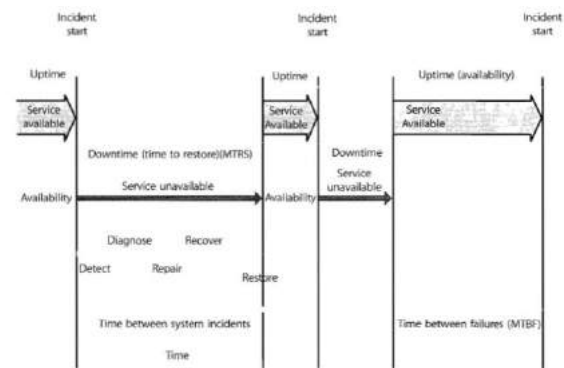 Incident
start
Incident
start
Incident
start
Uptime
Uptime
Uptime (availability)
Service
available
Service
Available
Service
Available
Downtime (time to restore)(MTRS)
Downtime
Service unavailable
Service
unavailable
Availability
Availability
Diagnose
Recover
Detect
Repair
Restore
Time between system incidents
Time between failures (MTBF)
Time